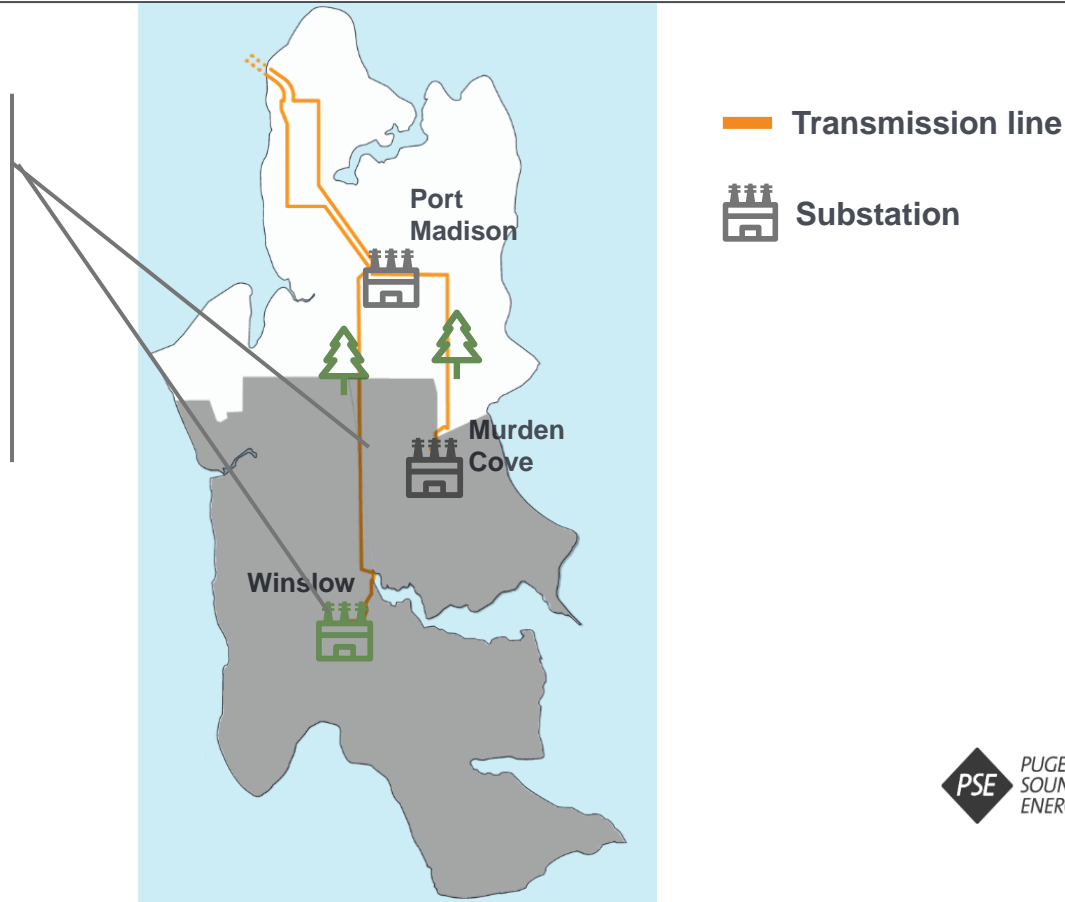 Port
Madison
Murden
Cove
Winslow
Transmission line
Substation
PSE
PUGE
SOUN
ENER